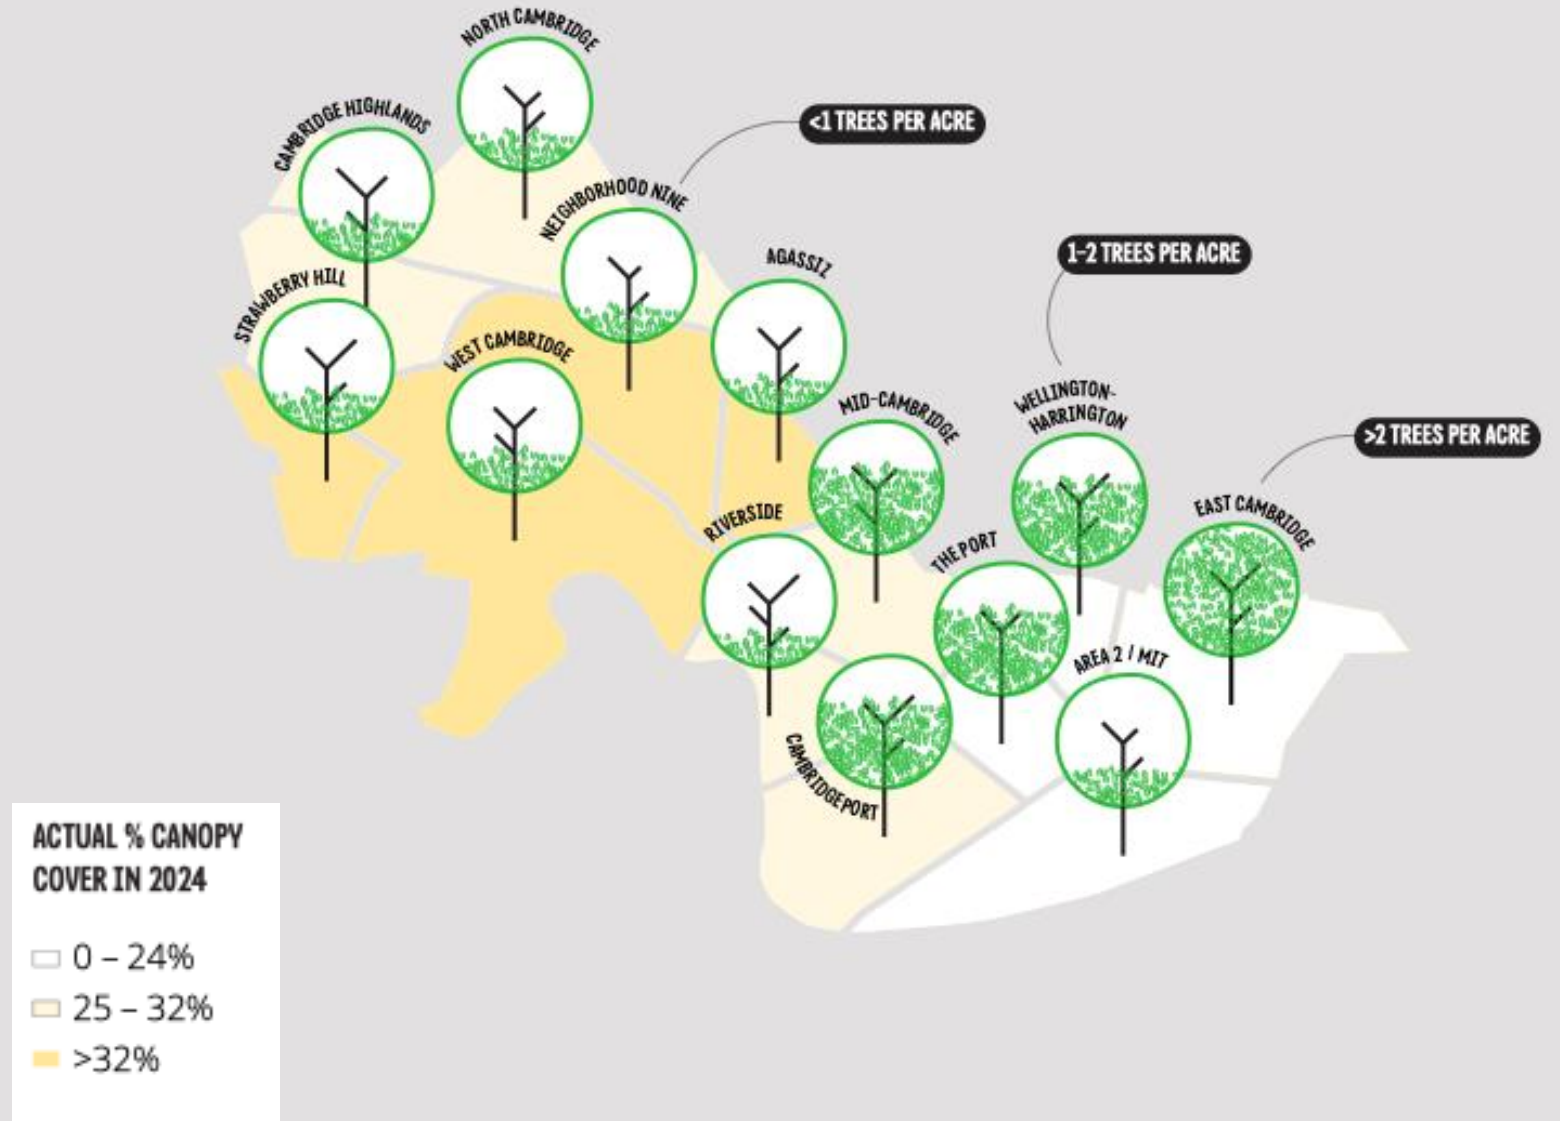 NORTH CAMBRIDGE
CAMBRIDGE HIGHLANDS
<1 TREES PER ACRE
NEIGHBORHOOD NINE
AGASSIZ
1-2 TREES PER ACRE
STRAWBERRY HILL
WEST CAMBRIDGE
MID-CAMBRIDGE
WELLINGTON-
HARRINGTON
>2 TREES PER ACRE
EAST CAMBRIDGE
RIVERSIDE
THE PORT
AREA 2 / MIT
CAMBRIDGEPORT
ACTUAL % CANOPY
COVER IN 2024
0 – 24%
25 – 32%
>32%